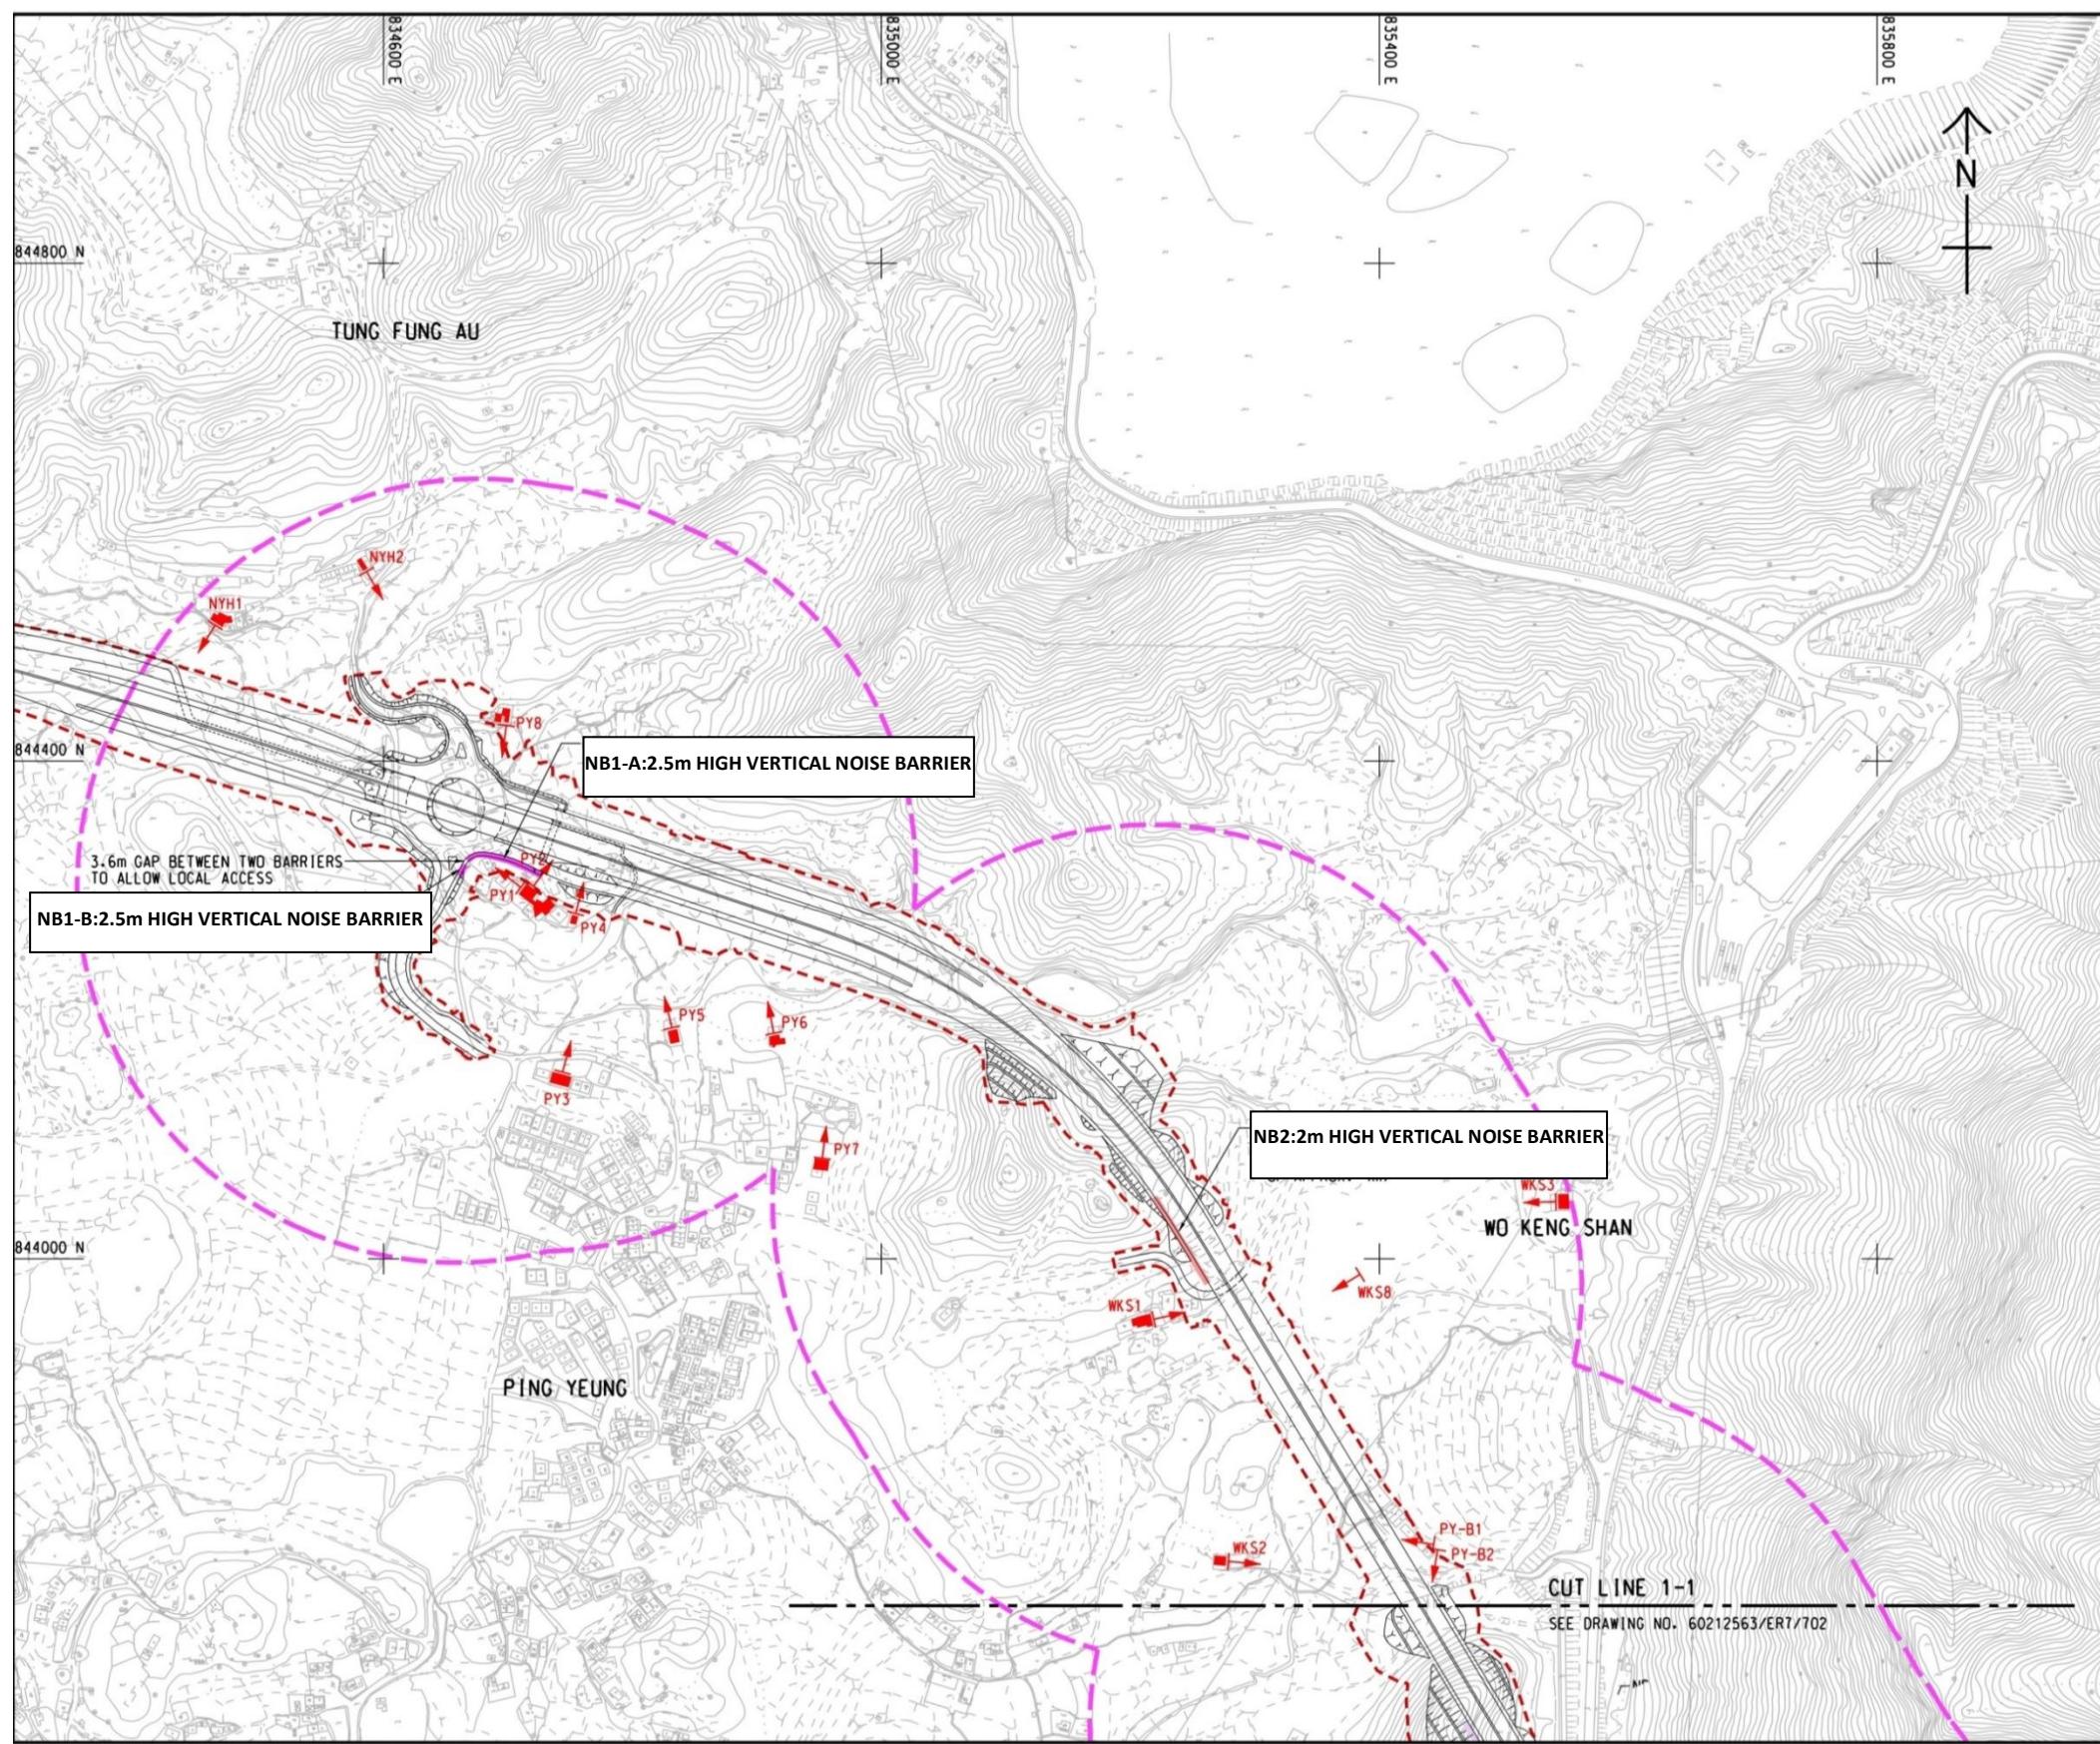 834600 E
835000 E
835400 E
835800 E
N
844800 N
TUNG FUNG AU
NYH2
NYH1
PY8
844400 N
NB1-A:2.5m HIGH VERTICAL NOISE BARRIER
3.6m GAP BETWEEN TWO BARRIERS
TO ALLOW LOCAL ACCESS
PY2
PY1
NB1-B:2.5m HIGH VERTICAL NOISE BARRIER
PY4
PY5
PY6
PY3
NB2:2m HIGH VERTICAL NOISE BARRIER
PY7
WKS3
WO KENG SHAN
844000 N
WKS8
WKS1
PING YEUNG
PY-B1
WKS2
PY-B2
CUT LINE 1-1
SEE DRAWING NO. 60212563/ER7/702